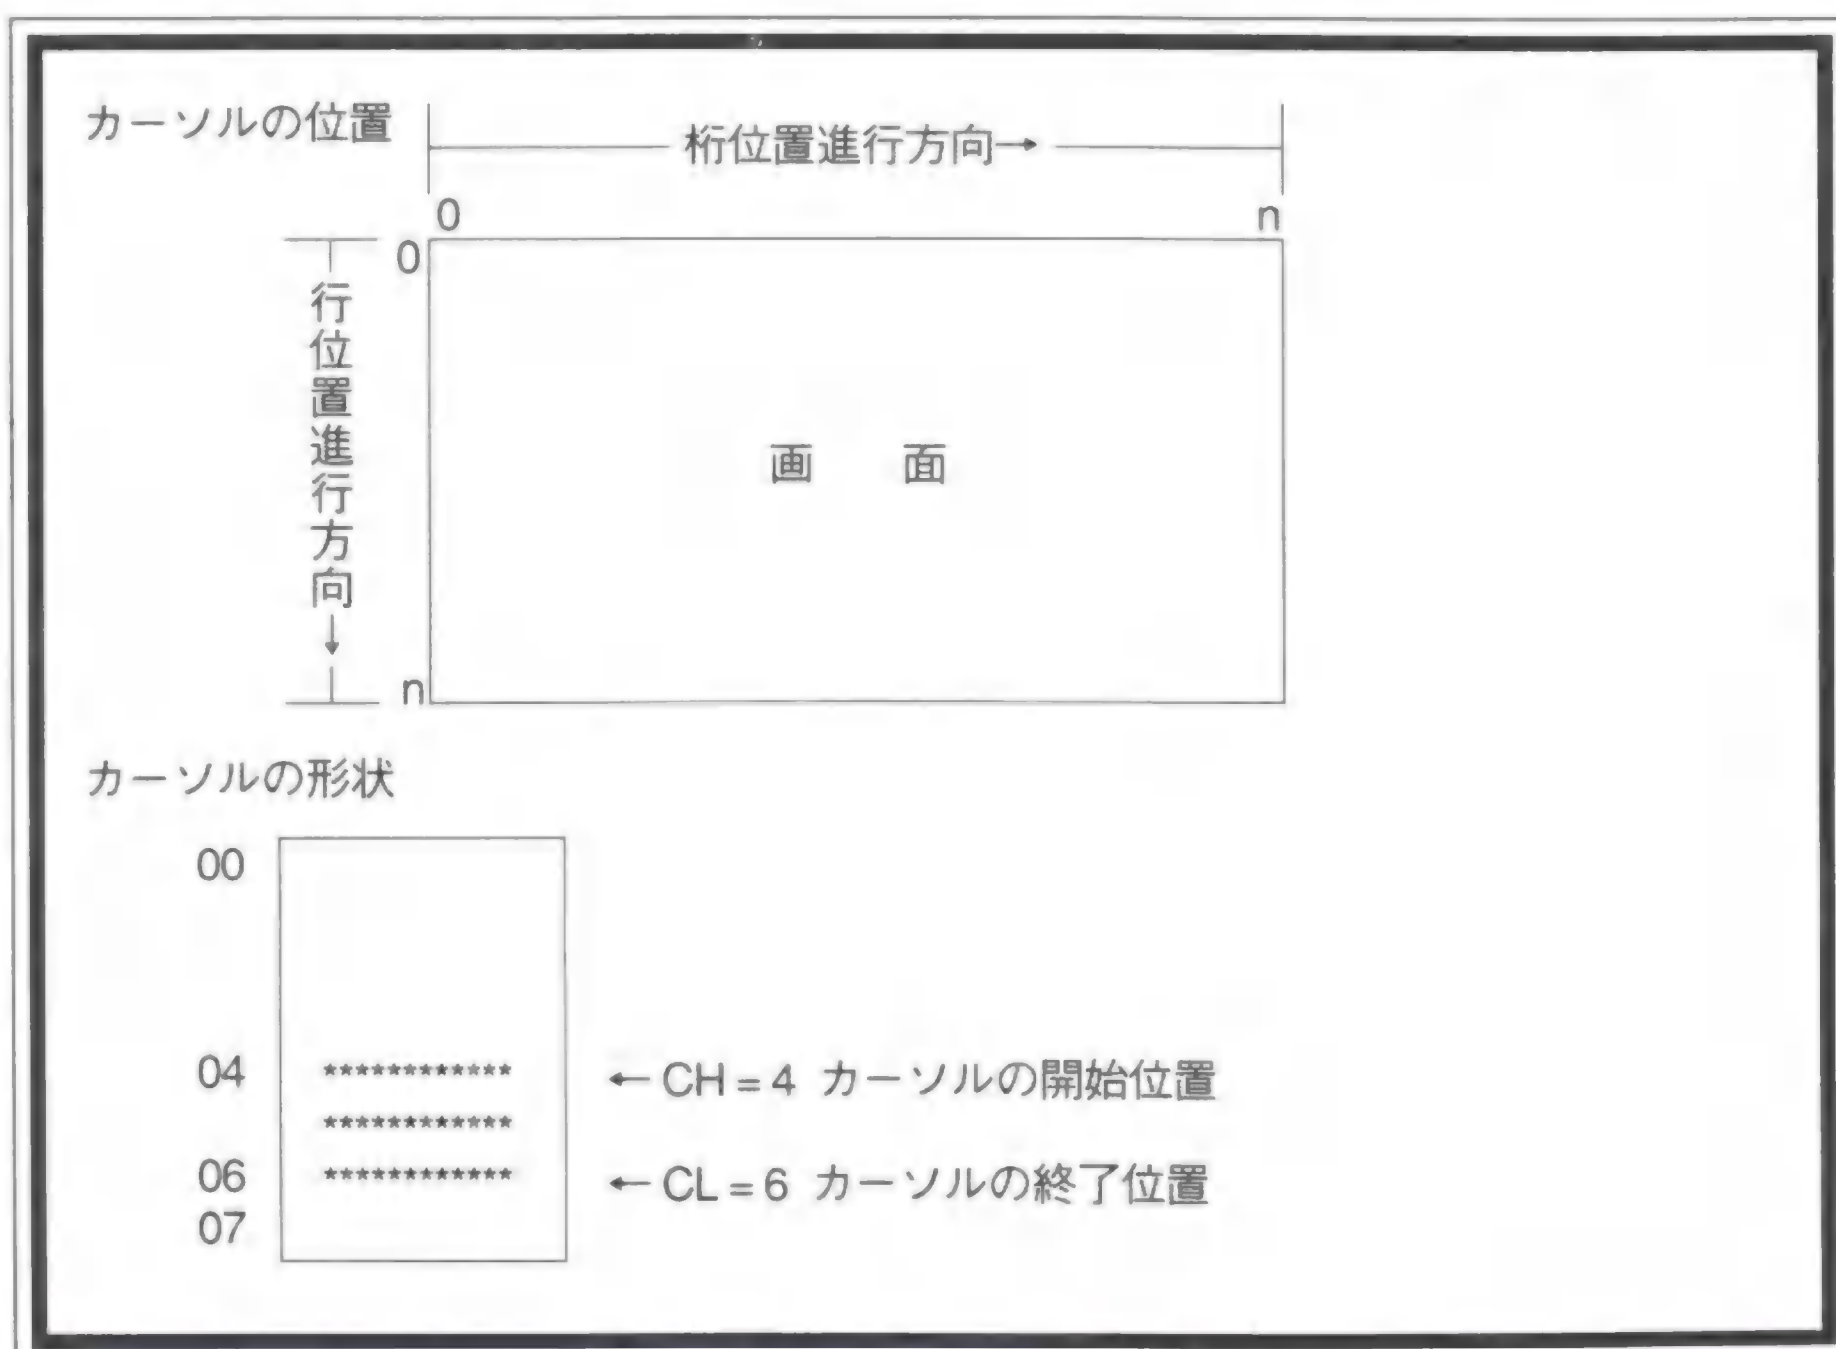 カーソルの位置
桁位置進行方向→
0 n
0
行位置進行方向↓
画 面
n
カーソルの形状
00
04 ************ ←CH=4 カーソルの開始位置
************
06 ************ ←CL=6 カーソルの終了位置
07